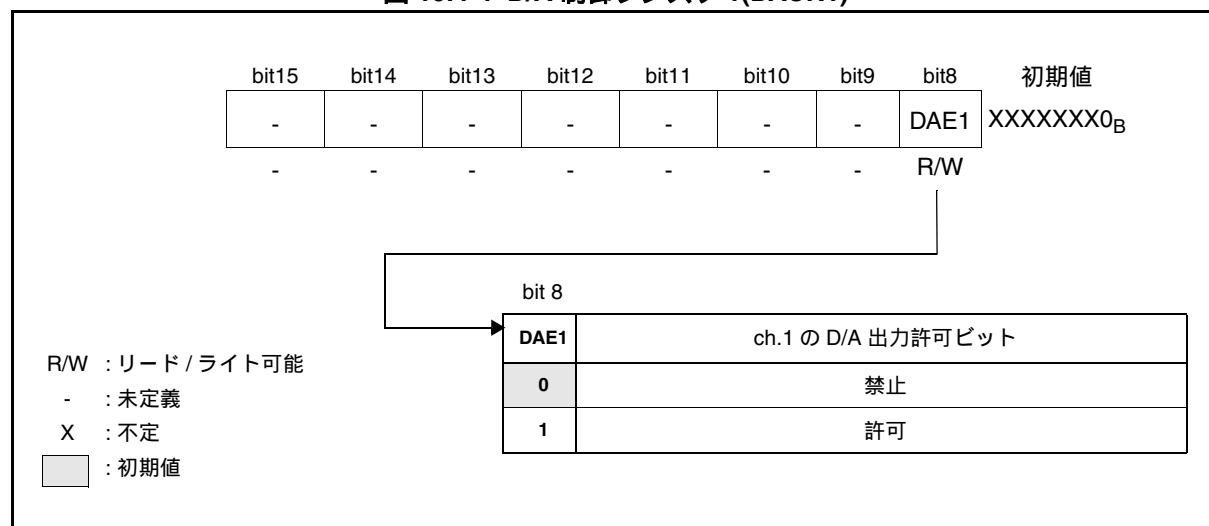 bit15 bit14 bit13 bit12 bit11 bit10 bit9 bit8 初期値
- - - - - - - DAE1 XXXXXXX0B
- - - - - - - R/W
bit 8
DAE1 ch.1 の D/A 出力許可ビット
0 禁止
1 許可
R/W : リード / ライト可能
- : 未定義
X : 不定
: 初期値